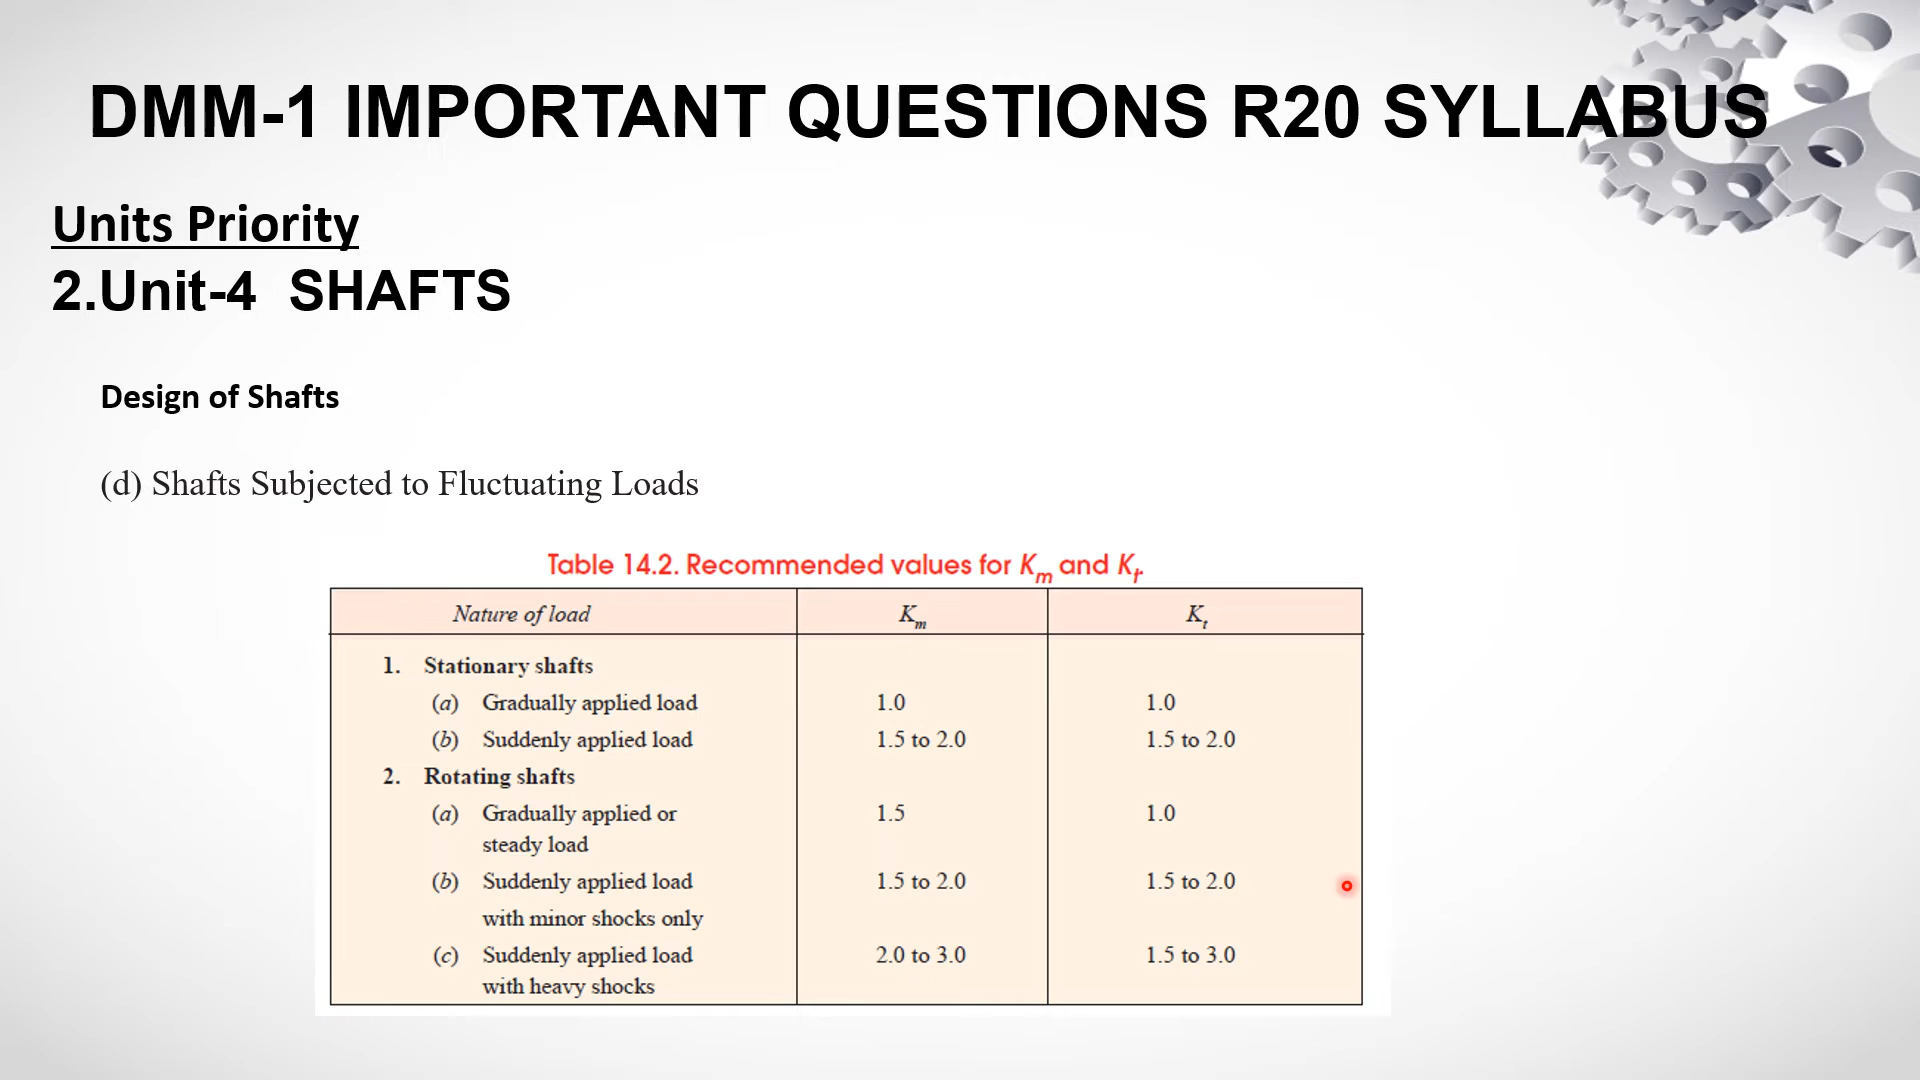 DMM-1 IMPORTANT QUESTIONS R20 SYLLABUS
Units Priority
2.Unit-4 SHAFTS
Design of Shafts
(d) Shafts Subjected to Fluctuating Loads
Table 14.2. Recommended values for Km and Kt.
Nature of load Km Kt
1. Stationary shafts
(a) Gradually applied load 1.0 1.0
(b) Suddenly applied load 1.5 to 2.0 1.5 to 2.0
2. Rotating shafts
(a) Gradually applied or 1.5 1.0
steady load
(b) Suddenly applied load 1.5 to 2.0 1.5 to 2.0
with minor shocks only
(c) Suddenly applied load 2.0 to 3.0 1.5 to 3.0
with heavy shocks